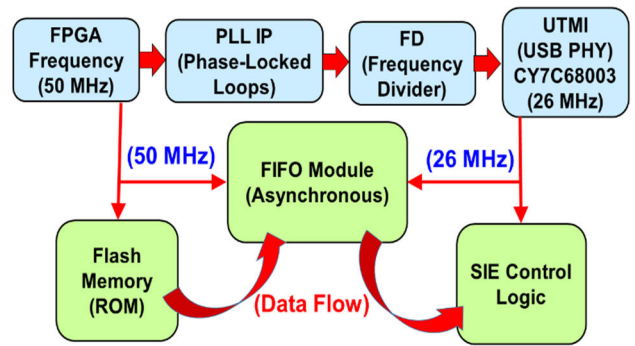 FPGA
Frequency
(50 MHz)
PLL IP
(Phase-Locked
Loops)
FD
(Frequency
Divider)
UTMI
(USB PHY)
CY7C68003
(26 MHz)
(50 MHz)
FIFO Module
(Asynchronous)
(26 MHz)
Flash
Memory
(ROM)
(Data Flow)
SIE Control
Logic